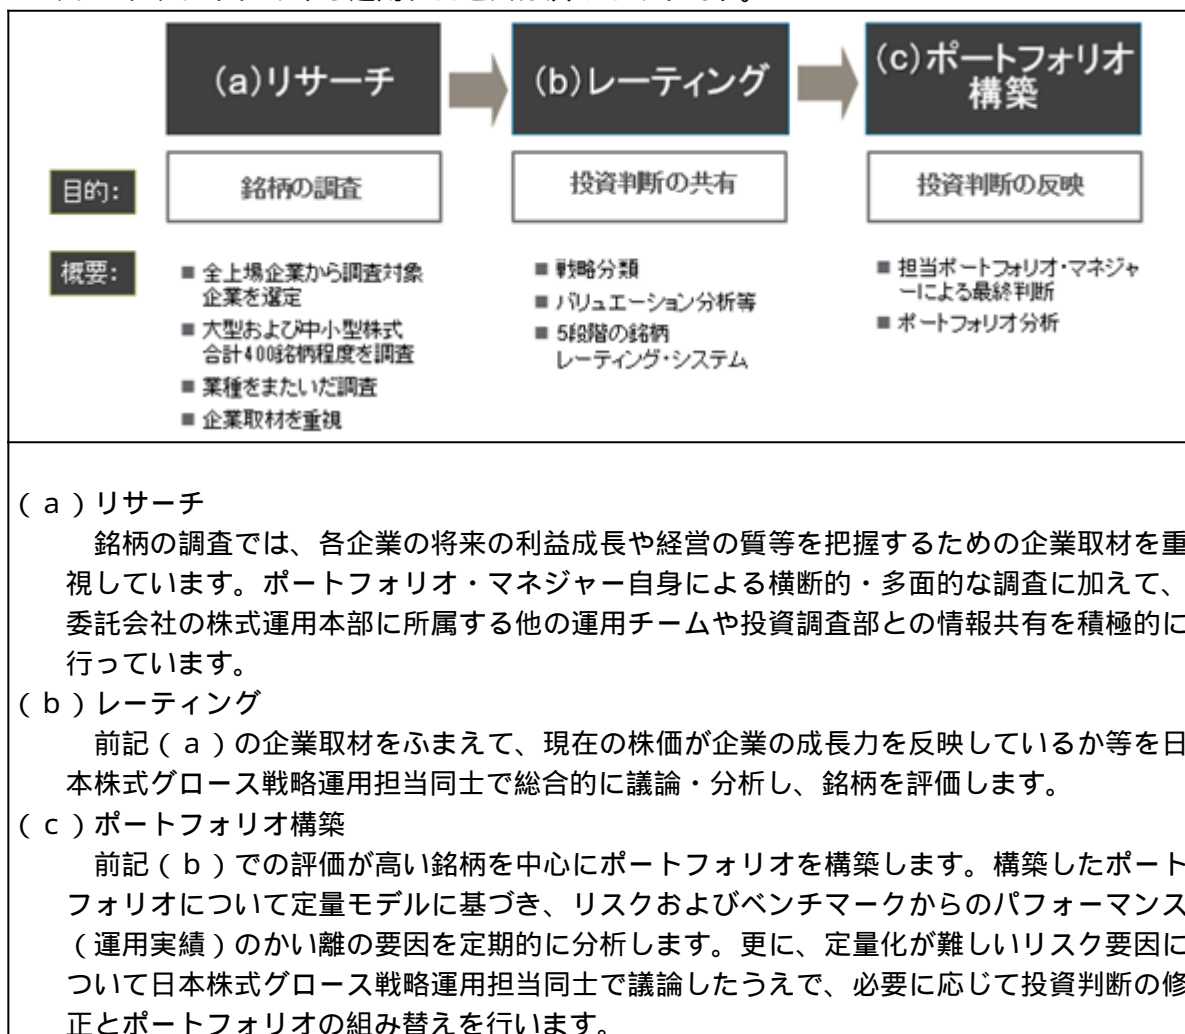 (a)リサーチ
(b)レーティング
(c)ポートフォリオ
構築
目的:
銘柄の調査
投資判断の共有
投資判断の反映
概要:
■ 全上場企業から調査対象
企業を選定
■ 大型および中小型株式
合計400銘柄程度を調査
■ 業種をまたいだ調査
■ 企業取材を重視
■ 戦略分類
■ バリュエーション分析等
■ 5段階の銘柄
レーティング・システム
■ 担当ポートフォリオ・マネジャ
ーによる最終判断
■ ポートフォリオ分析
(a)リサーチ
銘柄の調査では、各企業の将来の利益成長や経営の質等を把握するための企業取材を重
視しています。ポートフォリオ・マネジャー自身による横断的・多面的な調査に加えて、
委託会社の株式運用本部に所属する他の運用チームや投資調査部との情報共有を積極的に
行っています。
(b)レーティング
前記(a)の企業取材をふまえて、現在の株価が企業の成長力を反映しているか等を日
本株式グロース戦略運用担当同士で総合的に議論・分析し、銘柄を評価します。
(c)ポートフォリオ構築
前記(b)での評価が高い銘柄を中心にポートフォリオを構築します。構築したポート
フォリオについて定量モデルに基づき、リスクおよびベンチマークからのパフォーマンス
(運用実績)のかい離の要因を定期的に分析します。更に、定量化が難しいリスク要因に
ついて日本株式グロース戦略運用担当同士で議論したうえで、必要に応じて投資判断の修
正とポートフォリオの組み替えを行います。